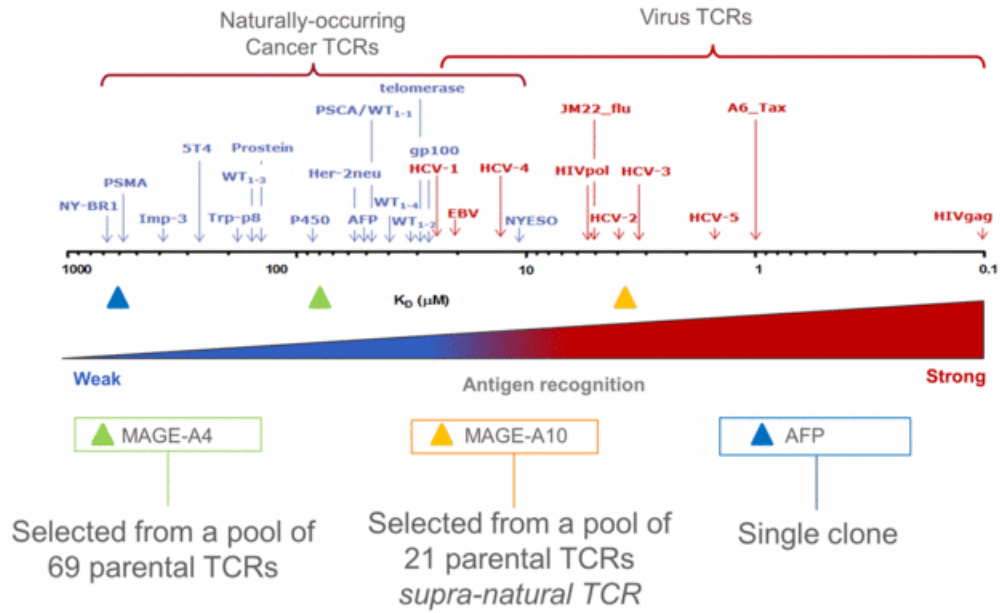 Naturally-occurring
Cancer TCRs
Virus TCRs
telomerase
PSCA/WT1-1
JM22_flu
A6_Tax
5T4
Prostein
gp100
PSMA
WT1-3
Her-2neu
HCV-1
HCV-4
HIVpol
HCV-3
NY-BR1
Imp-3
Trp-p8
P450
AFP
WT1-4
WT1-2
EBV
NYESO
HCV-2
HCV-5
HIVgag
1000
100
10
1
0.1
KD (μM)
Weak
Antigen recognition
Strong
MAGE-A4
MAGE-A10
AFP
Selected from a pool of
69 parental TCRs
Selected from a pool of
21 parental TCRs
supra-natural TCR
Single clone